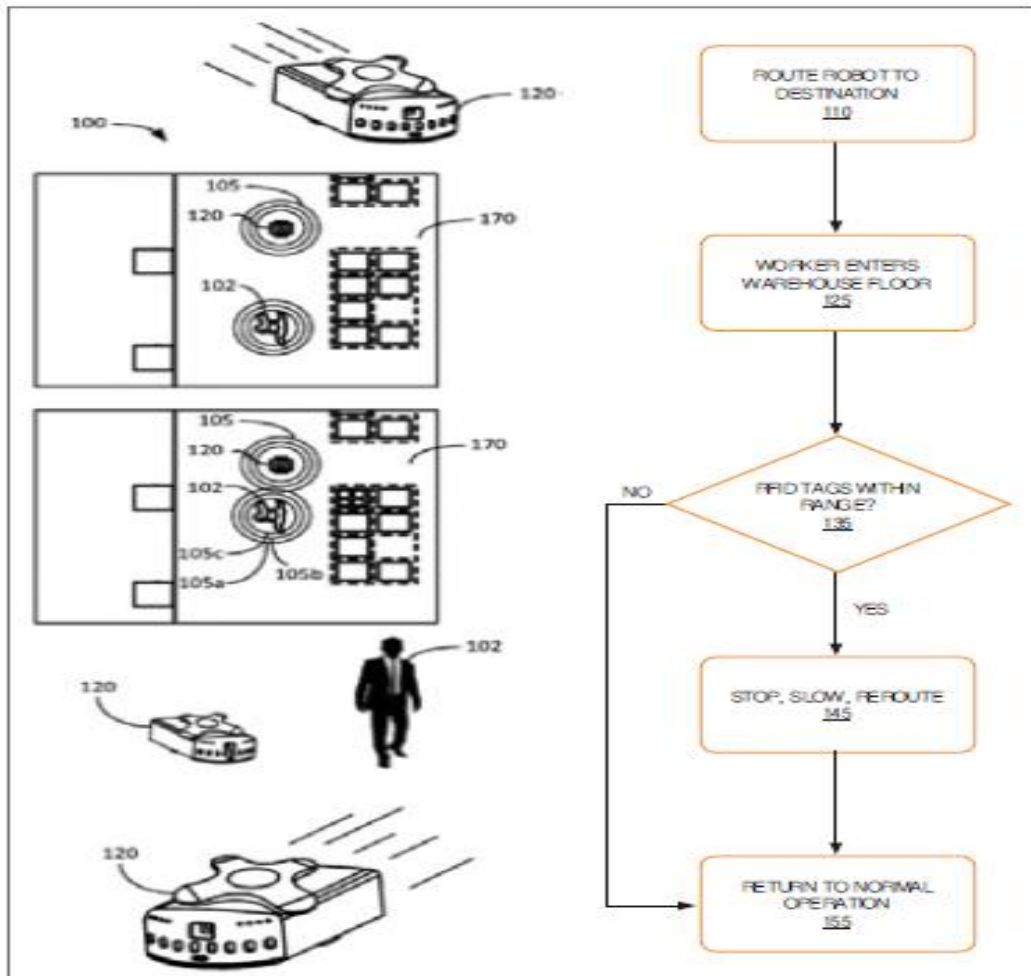 120
100
105
120
170
102
105
120
170
102
105c
105a
105b
120
102
120
ROUTE ROBOT TO
DESTINATION
110
WORKER ENTERS
WAREHOUSE FLOOR
125
RFID TAGS WITHIN
RANGE?
135
NO
YES
STOP, SLOW, REROUTE
145
RETURN TO NORMAL
OPERATION
155